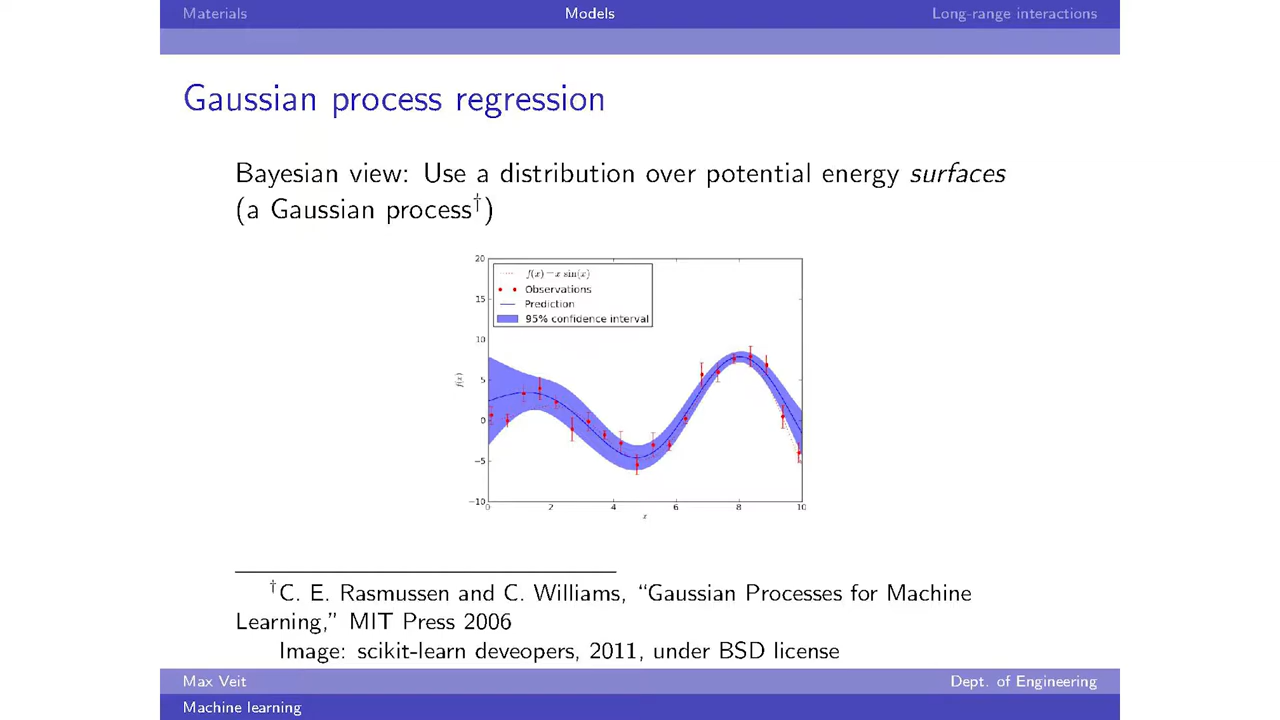 Materials Models Long-range interactions
Gaussian process regression
Bayesian view: Use a distribution over potential energy surfaces
(a Gaussian process†)
20
15
10
5
0
−5
−10
f(x)
f(x) = x sin(x)
Observations
Prediction
95% confidence interval
0 2 4 6 8 10
x
†C. E. Rasmussen and C. Williams, “Gaussian Processes for Machine
Learning,” MIT Press 2006
Image: scikit-learn deveopers, 2011, under BSD license
Max Veit Dept. of Engineering
Machine learning